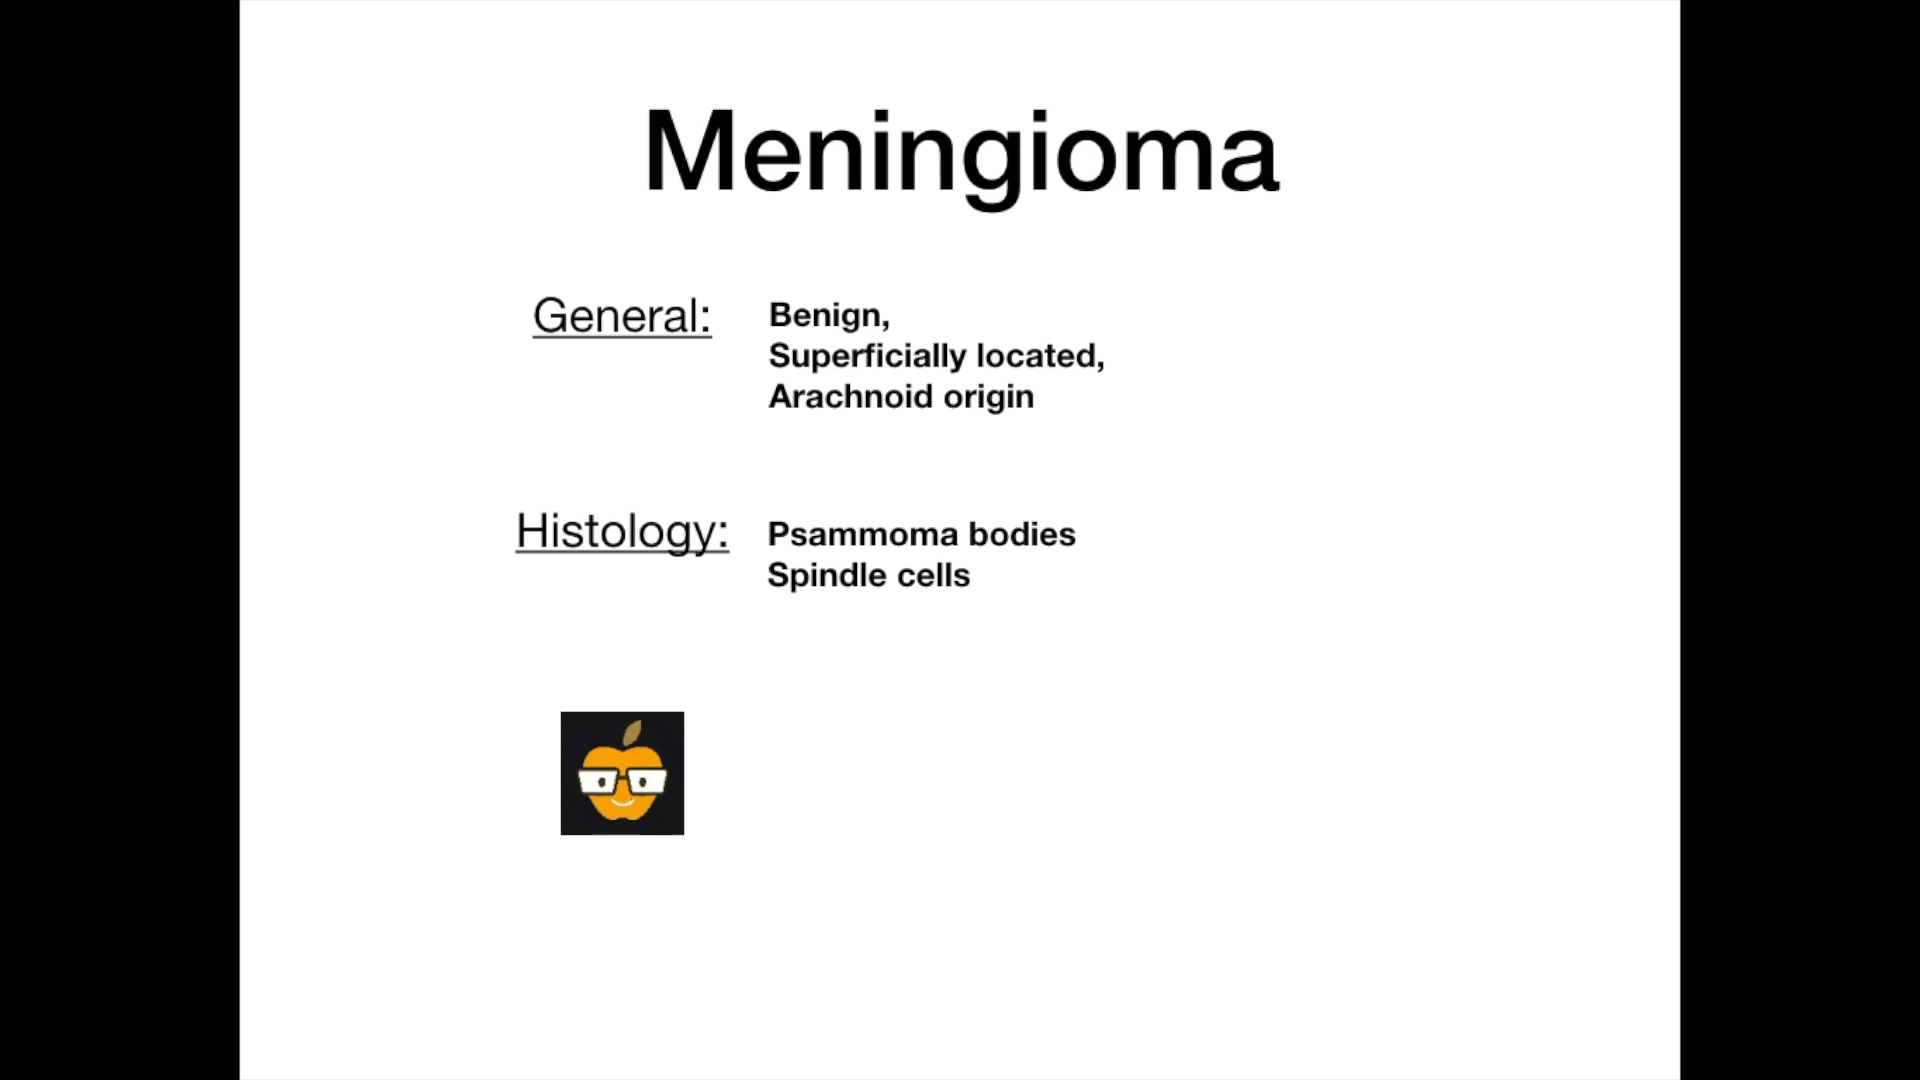 Meningioma
General: Benign,
Superficially located,
Arachnoid origin
Histology: Psammoma bodies
Spindle cells